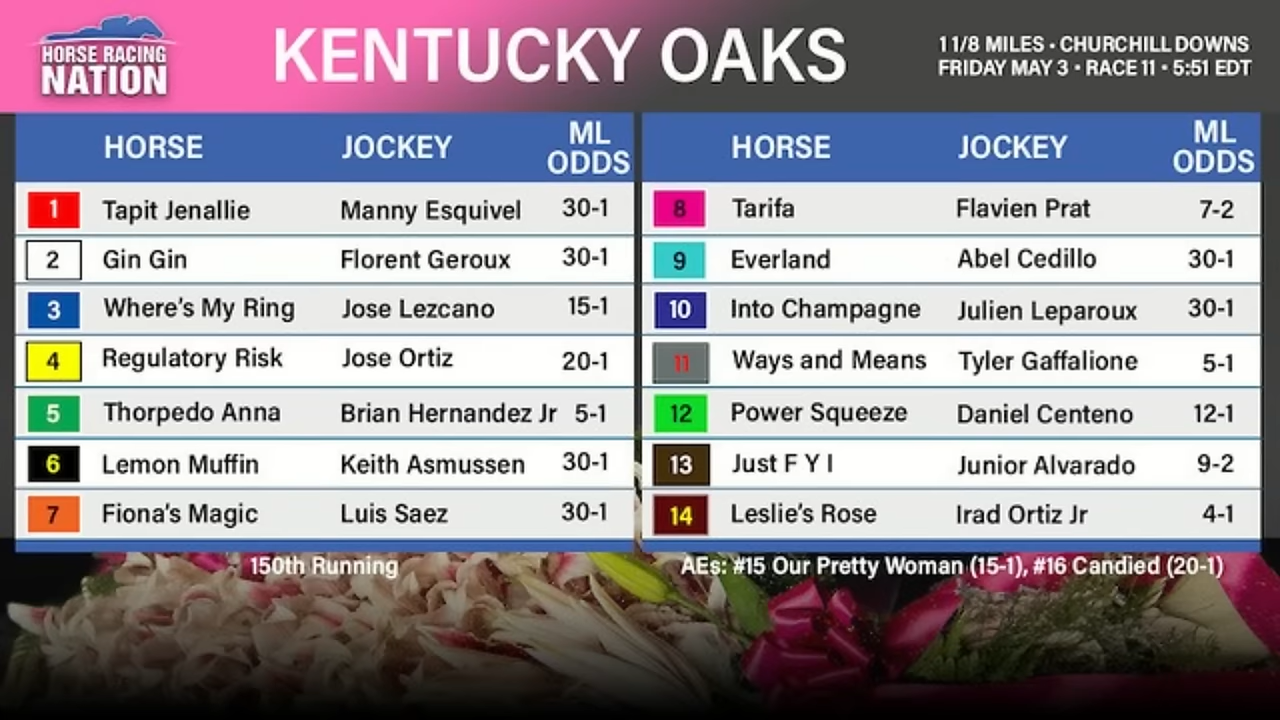 HORSE RACING
NATION
KENTUCKY OAKS
1 1/8 MILES • CHURCHILL DOWNS
FRIDAY MAY 3 • RACE 11 • 5:51 EDT
HORSE JOCKEY ML ODDS
1 Tapit Jenallie Manny Esquivel 30-1
2 Gin Gin Florent Geroux 30-1
3 Where's My Ring Jose Lezcano 15-1
4 Regulatory Risk Jose Ortiz 20-1
5 Thorpedo Anna Brian Hernandez Jr 5-1
6 Lemon Muffin Keith Asmussen 30-1
7 Fiona's Magic Luis Saez 30-1
150th Running
HORSE JOCKEY ML ODDS
8 Tarifa Flavien Prat 7-2
9 Everland Abel Cedillo 30-1
10 Into Champagne Julien Leparoux 30-1
11 Ways and Means Tyler Gaffalione 5-1
12 Power Squeeze Daniel Centeno 12-1
13 Just F Y I Junior Alvarado 9-2
14 Leslie's Rose Irad Ortiz Jr 4-1
AEs: #15 Our Pretty Woman (15-1), #16 Candied (20-1)